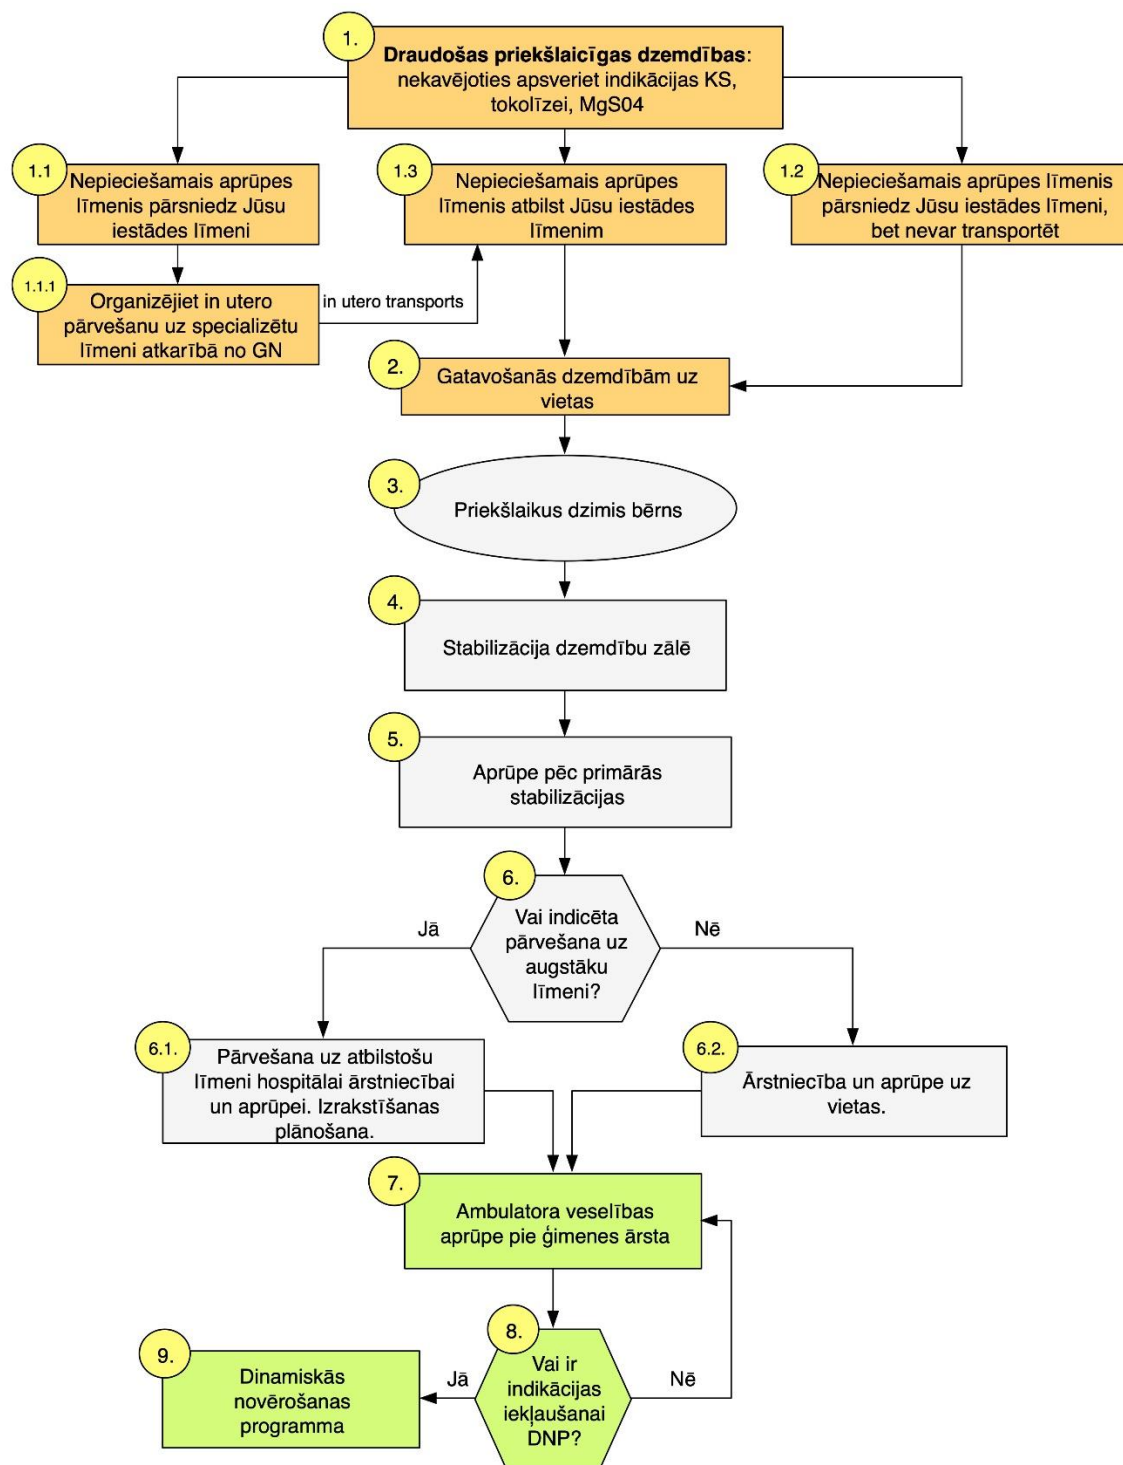 1.
Draudošas priekšlaicīgas dzemdības:
nekavējoties apsveriet indikācijas KS,
tokolīzei, MgS04
1.1
Nepieciešamais aprūpes
līmenis pārsniedz Jūsu
iestādes līmeni
1.3
Nepieciešamais aprūpes
līmenis atbilst Jūsu iestādes
līmenim
1.2
Nepieciešamais aprūpes līmenis
pārsniedz Jūsu iestādes līmeni,
bet nevar transportēt
1.1.1
Organizējiet in utero
pārvešanu uz specializētu
līmeni atkarībā no GN
in utero transports
2.
Gatavošanās dzemdībām uz
vietas
3.
Priekšlaikus dzimis bērns
4.
Stabilizācija dzemdību zālē
5.
Aprūpe pēc primārās
stabilizācijas
6.
Vai indicēta
pārvešana uz
augstāku
līmeni?
Jā
Nē
6.1.
Pārvešana uz atbilstošu
līmeni hospitālai ārstniecībai
un aprūpei. Izrakstīšanas
plānošana.
6.2.
Ārstniecība un aprūpe uz
vietas.
7.
Ambulatora veselības
aprūpe pie ģimenes ārsta
8.
Vai ir
indikācijas
iekļaušanai
DNP?
Jā
Nē
9.
Dinamiskās
novērošanas
programma